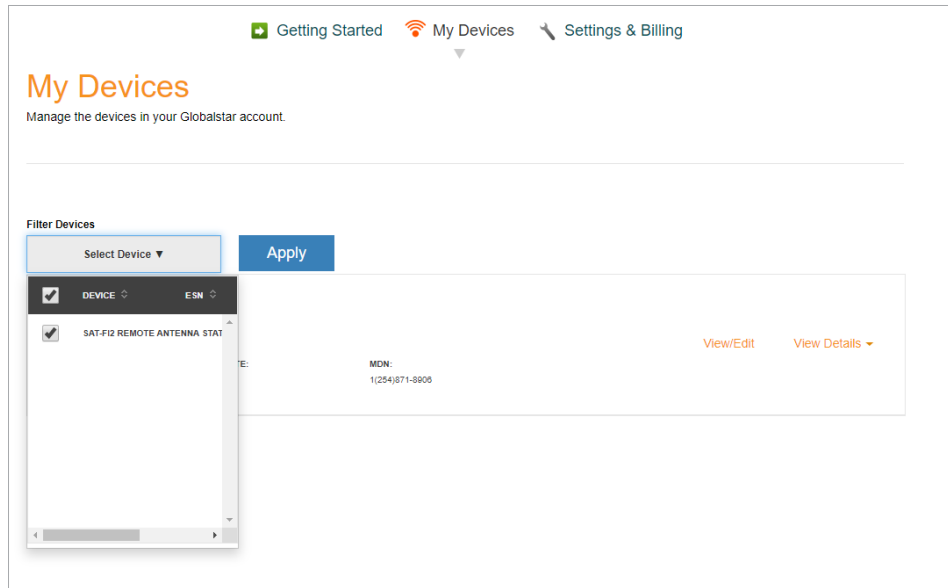 Getting Started My Devices Settings & Billing
My Devices
Manage the devices in your Globalstar account.
Filter Devices
Select Device ▼ Apply
DEVICE ESN
SAT-FI2 REMOTE ANTENNA STAT
View/Edit View Details
TE: MDN:
1(254)871-8906